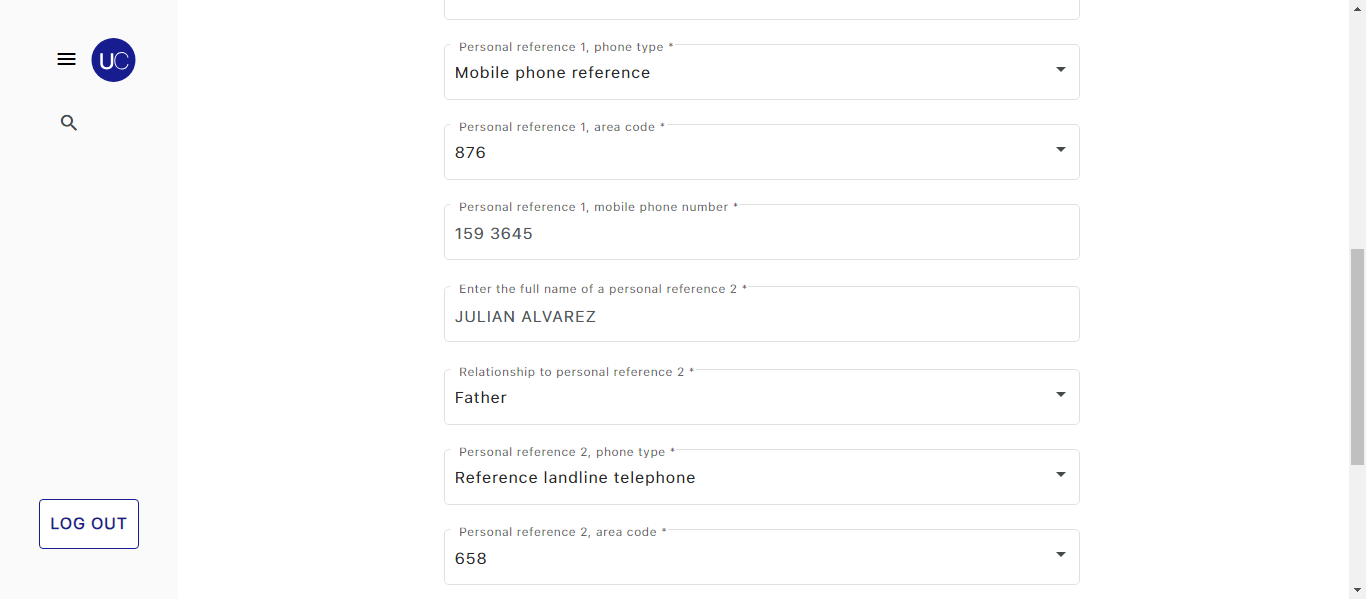 UC
Personal reference 1, phone type *
Mobile phone reference
Personal reference 1, area code *
876
Personal reference 1, mobile phone number *
159 3645
Enter the full name of a personal reference 2 *
JULIAN ALVAREZ
Relationship to personal reference 2 *
Father
Personal reference 2, phone type *
Reference landline telephone
LOG OUT
Personal reference 2, area code *
658